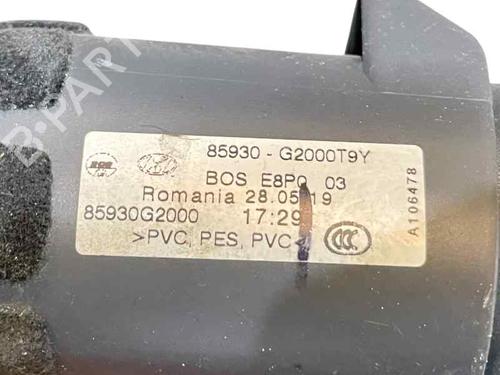 85930 - G2000T9Y
BOS E8P0 03
Romania 28.05.19
85930G2000 17:29
>PVC, PES, PVC<
A106478
B-PARTS